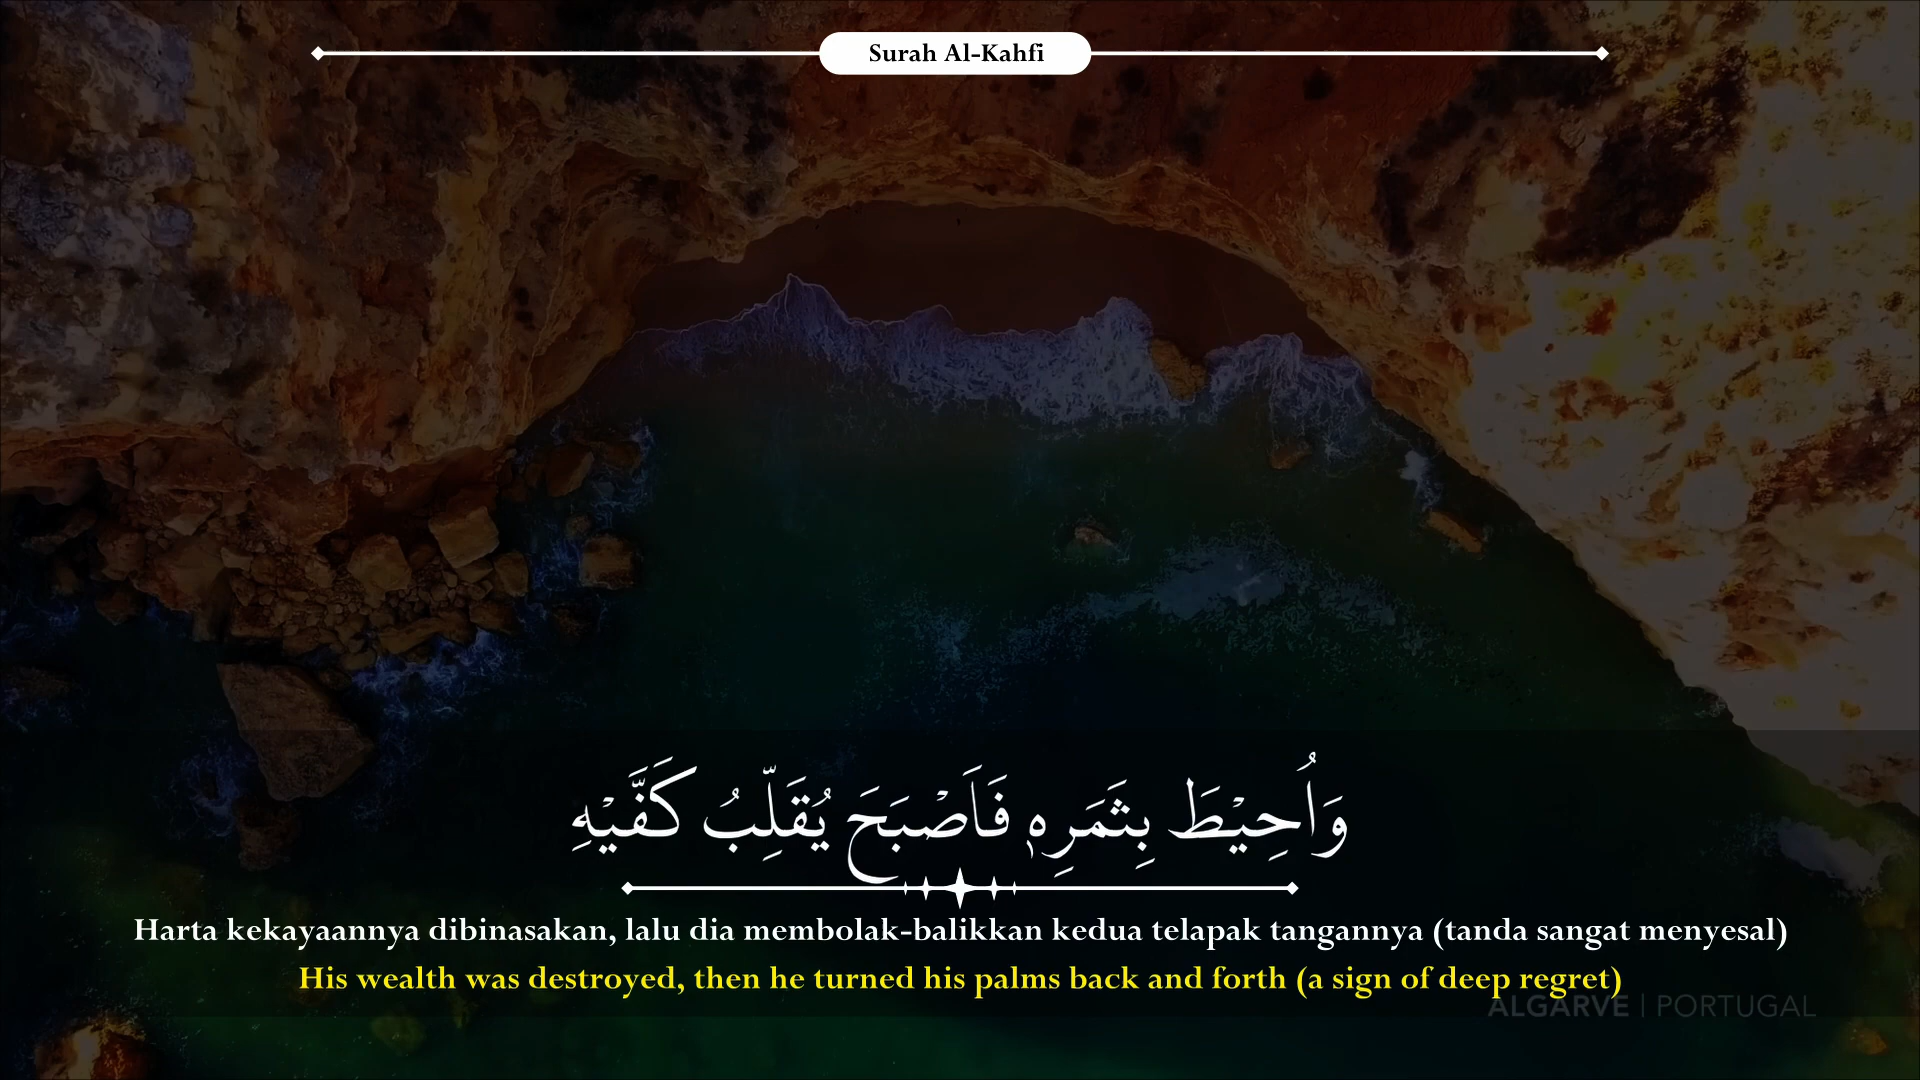 Surah Al-Kahfi
وَاُحِيْطَ بِثَمَرِهٖ فَاَصْبَحَ يُقَلِّبُ كَفَّيْهِ
Harta kekayaannya dibinasakan, lalu dia membolak-balikkan kedua telapak tangannya (tanda sangat menyesal)
His wealth was destroyed, then he turned his palms back and forth (a sign of deep regret)
ALGARVE | PORTUGAL